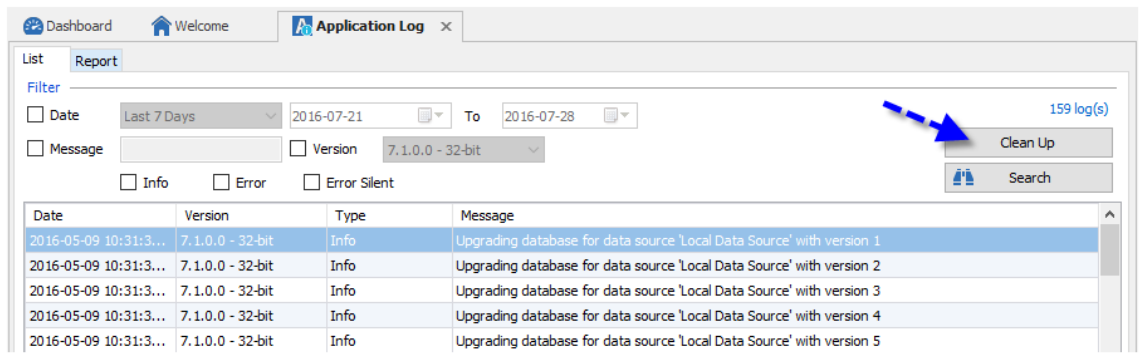 Dashboard Welcome Application Log
List Report
Filter
159 log(s)
Date Last 7 Days 2016-07-21 To 2016-07-28
Clean Up
Message Version 7.1.0.0 - 32-bit
Info Error Error Silent
Search
Date Version Type Message
2016-05-09 10:31:3... 7.1.0.0 - 32-bit Info Upgrading database for data source 'Local Data Source' with version 1
2016-05-09 10:31:3... 7.1.0.0 - 32-bit Info Upgrading database for data source 'Local Data Source' with version 2
2016-05-09 10:31:3... 7.1.0.0 - 32-bit Info Upgrading database for data source 'Local Data Source' with version 3
2016-05-09 10:31:3... 7.1.0.0 - 32-bit Info Upgrading database for data source 'Local Data Source' with version 4
2016-05-09 10:31:3... 7.1.0.0 - 32-bit Info Upgrading database for data source 'Local Data Source' with version 5